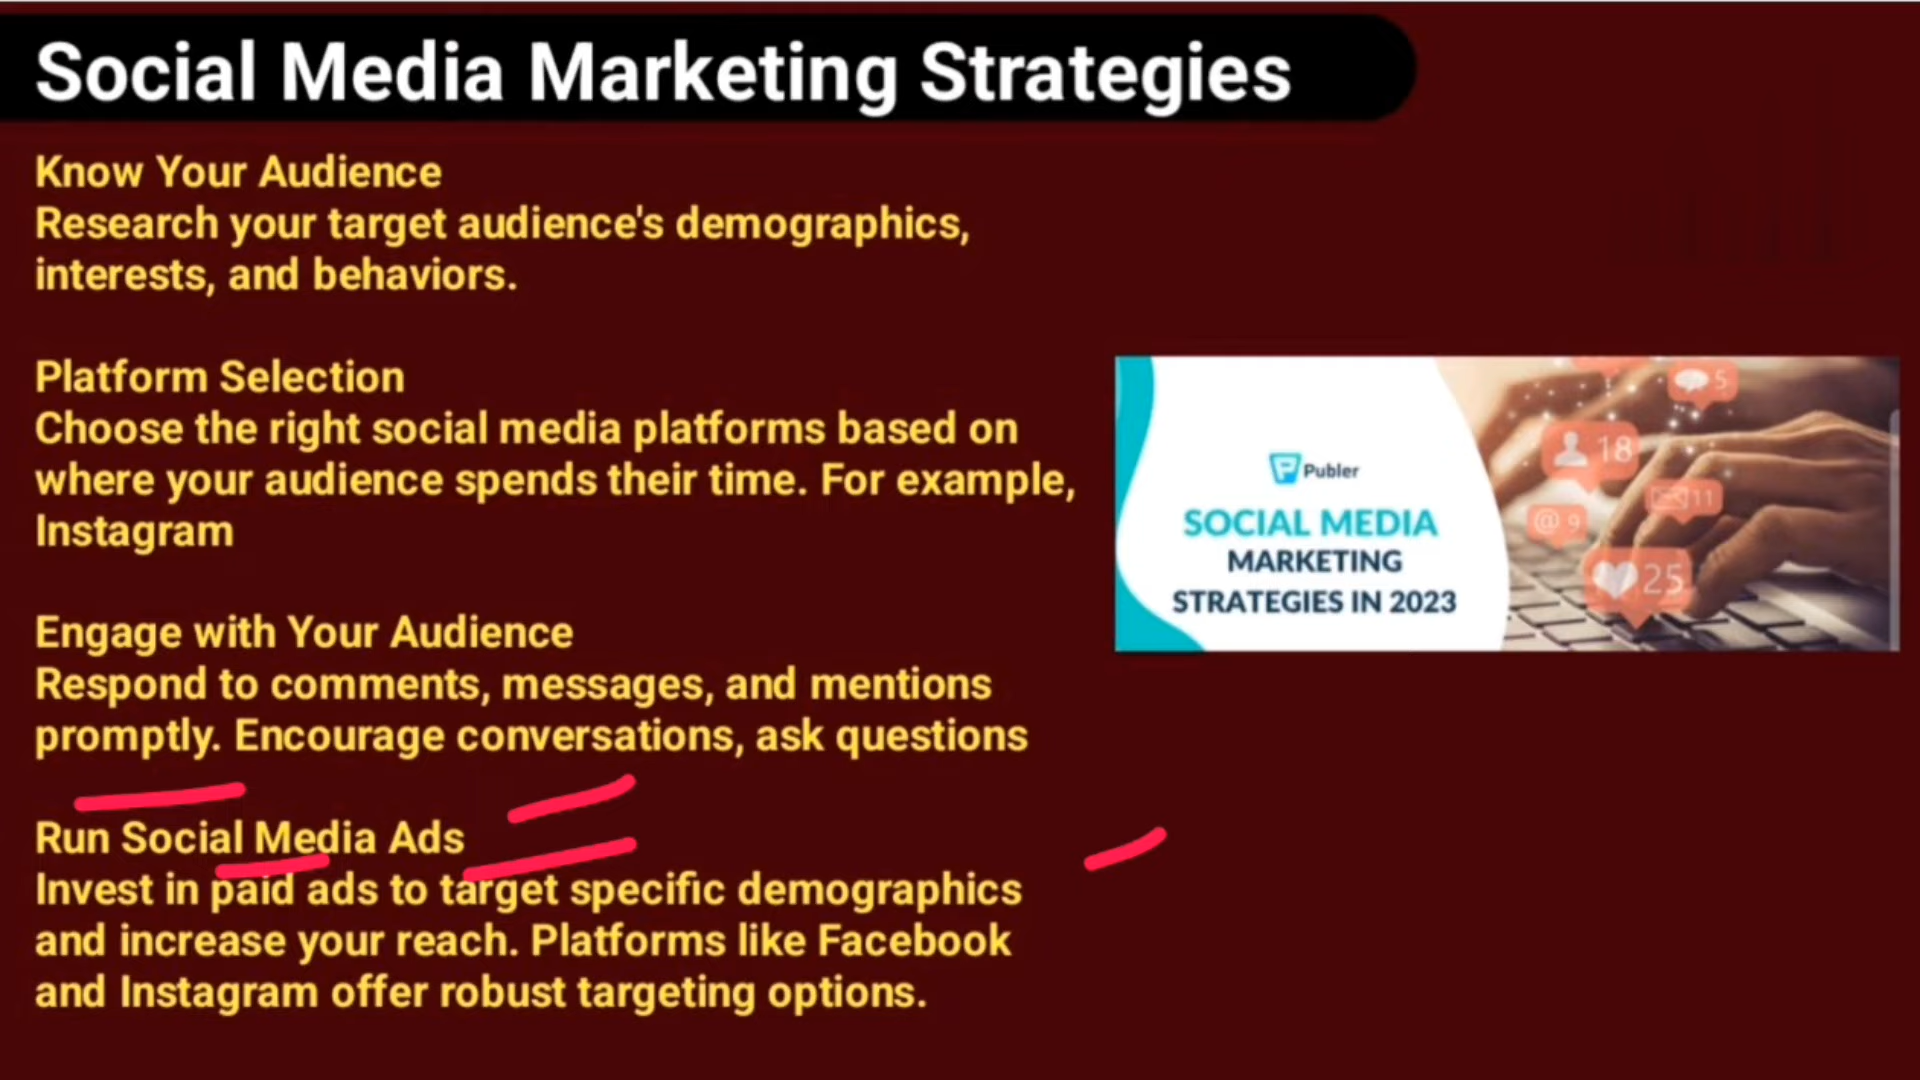 Social Media Marketing Strategies
Know Your Audience
Research your target audience's demographics,
interests, and behaviors.
Platform Selection
Choose the right social media platforms based on
where your audience spends their time. For example,
Instagram
Engage with Your Audience
Respond to comments, messages, and mentions
promptly. Encourage conversations, ask questions
Run Social Media Ads
Invest in paid ads to target specific demographics
and increase your reach. Platforms like Facebook
and Instagram offer robust targeting options.
Publer
SOCIAL MEDIA
MARKETING
STRATEGIES IN 2023
5
18
11
@ 9
25